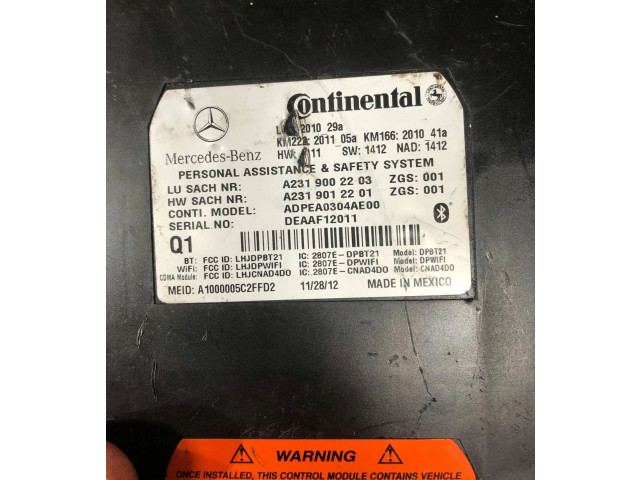 Continental
Mercedes-Benz
2010 29a
KM222: 2011 05a KM166: 2010 41a
HW: 11 SW: 1412 NAD: 1412
PERSONAL ASSISTANCE & SAFETY SYSTEM
LU SACH NR: A231 900 22 03 ZGS: 001
HW SACH NR: A231 901 22 01 ZGS: 001
CONTI. MODEL: ADPEA0304AE00
SERIAL NO: DEAAF12011
Q1
BT: FCC ID: LHJDPBT21 IC: 2807E-DPBT21 Model: DPBT21
WiFi: FCC ID: LHJDPWIFI IC: 2807E-DPWIFI Model: DPWIFI
CDMA Module: FCC ID: LHJCNAD4DO IC: 2807E-CNAD4DO Model: CNAD4DO
MEID: A1000005C2FFD2 11/28/12 MADE IN MEXICO
WARNING
ONCE INSTALLED, THIS CONTROL MODULE CONTAINS VEHICLE